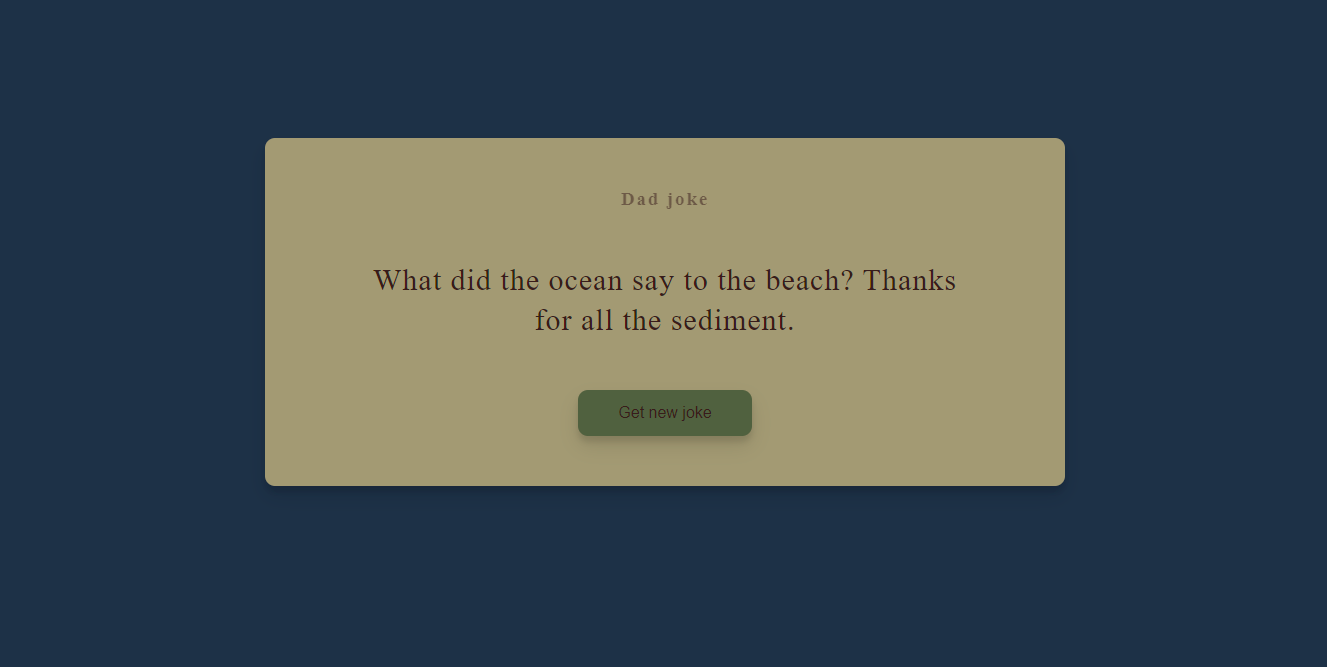 Dad joke
What did the ocean say to the beach? Thanks
for all the sediment.
Get new joke